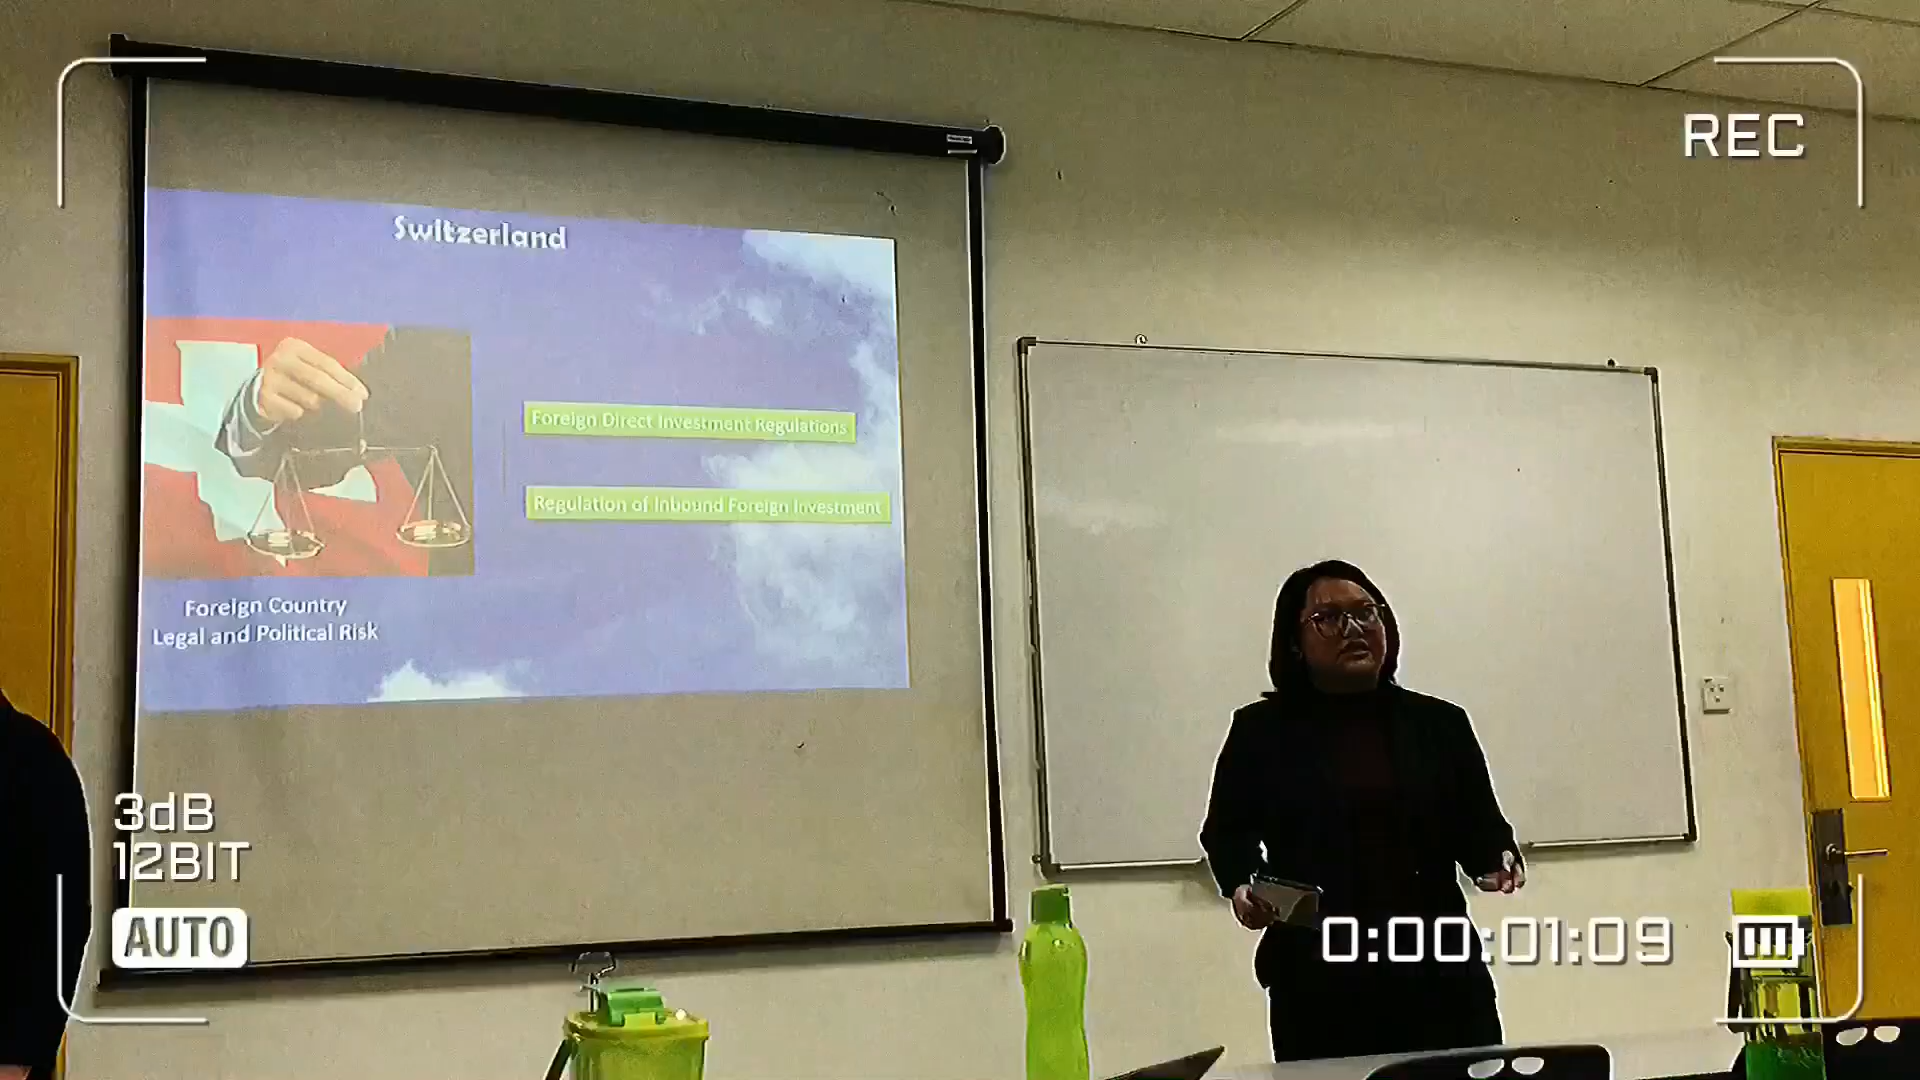 REC
Switzerland
Foreign Direct Investment Regulations
Regulation of Inbound Foreign Investment
Foreign Country
Legal and Political Risk
3dB
12BIT
AUTO
0:00:01:09